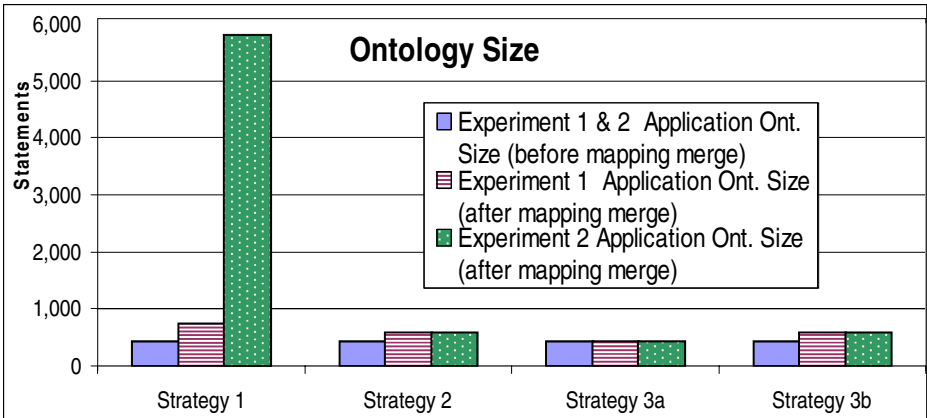 Ontology Size
Statements
6,000
5,000
4,000
3,000
2,000
1,000
0
Experiment 1 & 2 Application Ont.
Size (before mapping merge)
Experiment 1 Application Ont. Size
(after mapping merge)
Experiment 2 Application Ont. Size
(after mapping merge)
Strategy 1
Strategy 2
Strategy 3a
Strategy 3b